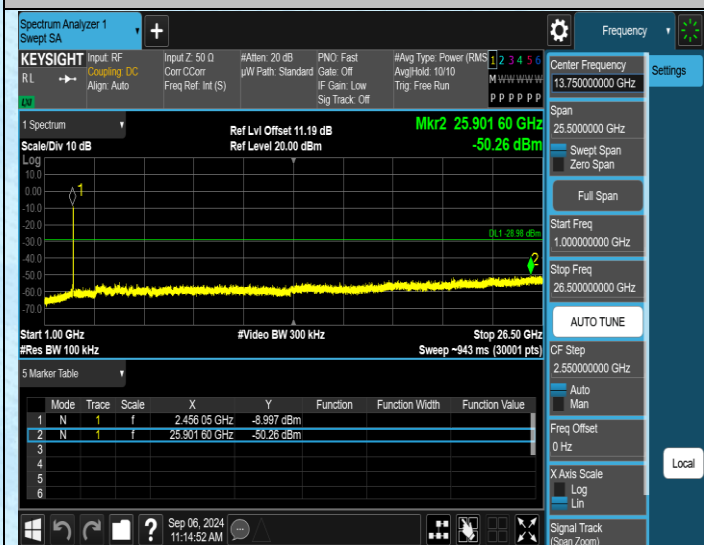 Spectrum Analyzer 1
Swept SA
Frequency
KEYSIGHT
RL
LXI
Input: RF
Coupling: DC
Align: Auto
Input Z: 50 Ω
Corr CCorr
Freq Ref: Int (S)
#Atten: 20 dB
µW Path: Standard
PNO: Fast
Gate: Off
IF Gain: Low
Sig Track: Off
#Avg Type: Power (RMS
Avg|Hold: 10/10
Trig: Free Run
1 2 3 4 5 6
M W W W W W
P P P P P P
Center Frequency
13.750000000 GHz
Settings
Span
25.5000000 GHz
Swept Span
Zero Span
Full Span
Start Freq
1.000000000 GHz
Stop Freq
26.500000000 GHz
AUTO TUNE
CF Step
2.550000000 GHz
Auto
Man
Freq Offset
0 Hz
X Axis Scale
Log
Lin
Signal Track
(Span Zoom)
Local
1 Spectrum
Scale/Div 10 dB
Ref Lvl Offset 11.19 dB
Ref Level 20.00 dBm
Mkr2 25.901 60 GHz
-50.26 dBm
Log
10.0
0.00
-10.0
-20.0
-30.0
-40.0
-50.0
-60.0
-70.0
1
DL1 -28.98 dBm
2
Start 1.00 GHz
#Video BW 300 kHz
Stop 26.50 GHz
#Res BW 100 kHz
Sweep ~943 ms (30001 pts)
5 Marker Table
Mode Trace Scale X Y Function Function Width Function Value
1 N 1 f 2.456 05 GHz -8.997 dBm
2 N 1 f 25.901 60 GHz -50.26 dBm
3
4
5
6
Sep 06, 2024
11:14:52 AM